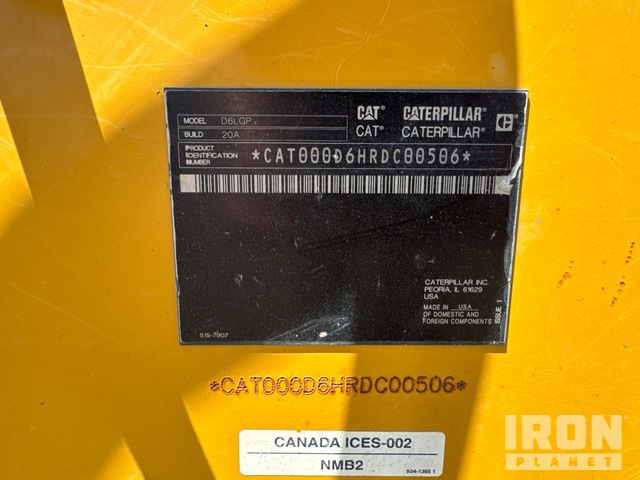 MODEL D6LGP
BUILD 20A
PRODUCT IDENTIFICATION NUMBER *CAT000D6HRDC00506*
CAT® CATERPILLAR®
CAT® CATERPILLAR®
CATERPILLAR INC.
PEORIA, IL 61629
USA
MADE IN USA
OF DOMESTIC AND
FOREIGN COMPONENTS
ISSUE 1
519-7907
*CAT000D6HRDC00506*
CANADA ICES-002
NMB2
504-1365 1
IRON
PLANET